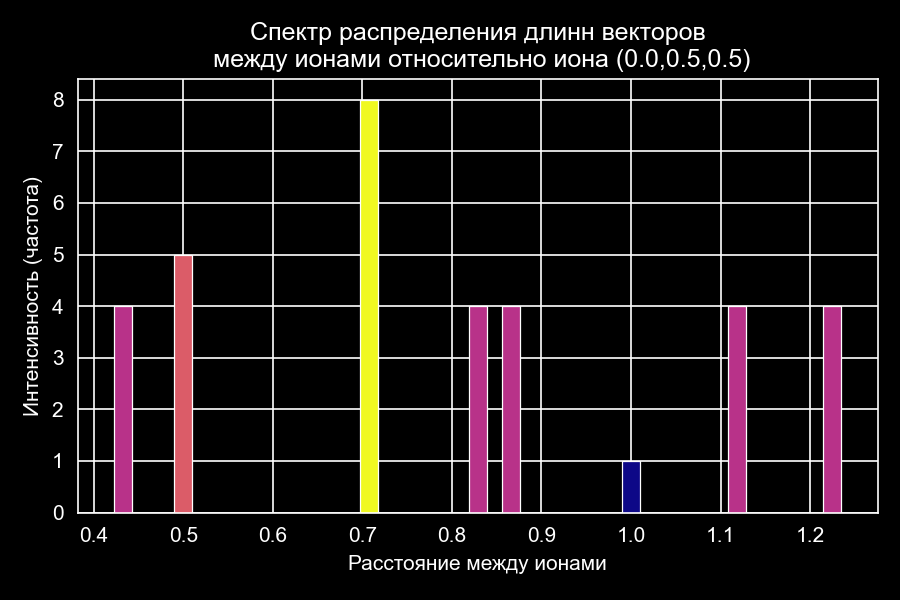 Спектр распределения длинн векторов
между ионами относительно иона (0.0,0.5,0.5)
Интенсивность (частота)
8
7
6
5
4
3
2
1
0
0.4 0.5 0.6 0.7 0.8 0.9 1.0 1.1 1.2
Расстояние между ионами